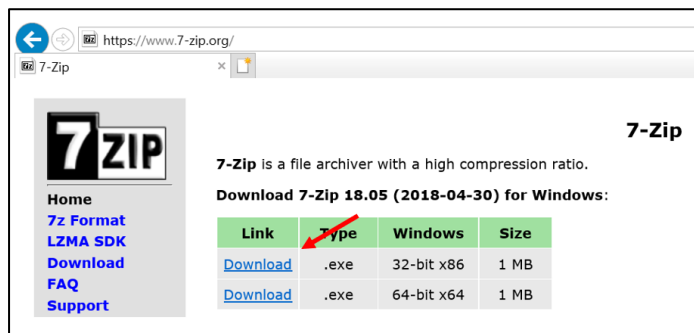 https://www.7-zip.org/
7-Zip
7ZIP
7-Zip
7-Zip is a file archiver with a high compression ratio.
Download 7-Zip 18.05 (2018-04-30) for Windows:
Home
7z Format
LZMA SDK
Download
FAQ
Support
Link Type Windows Size
Download .exe 32-bit x86 1 MB
Download .exe 64-bit x64 1 MB